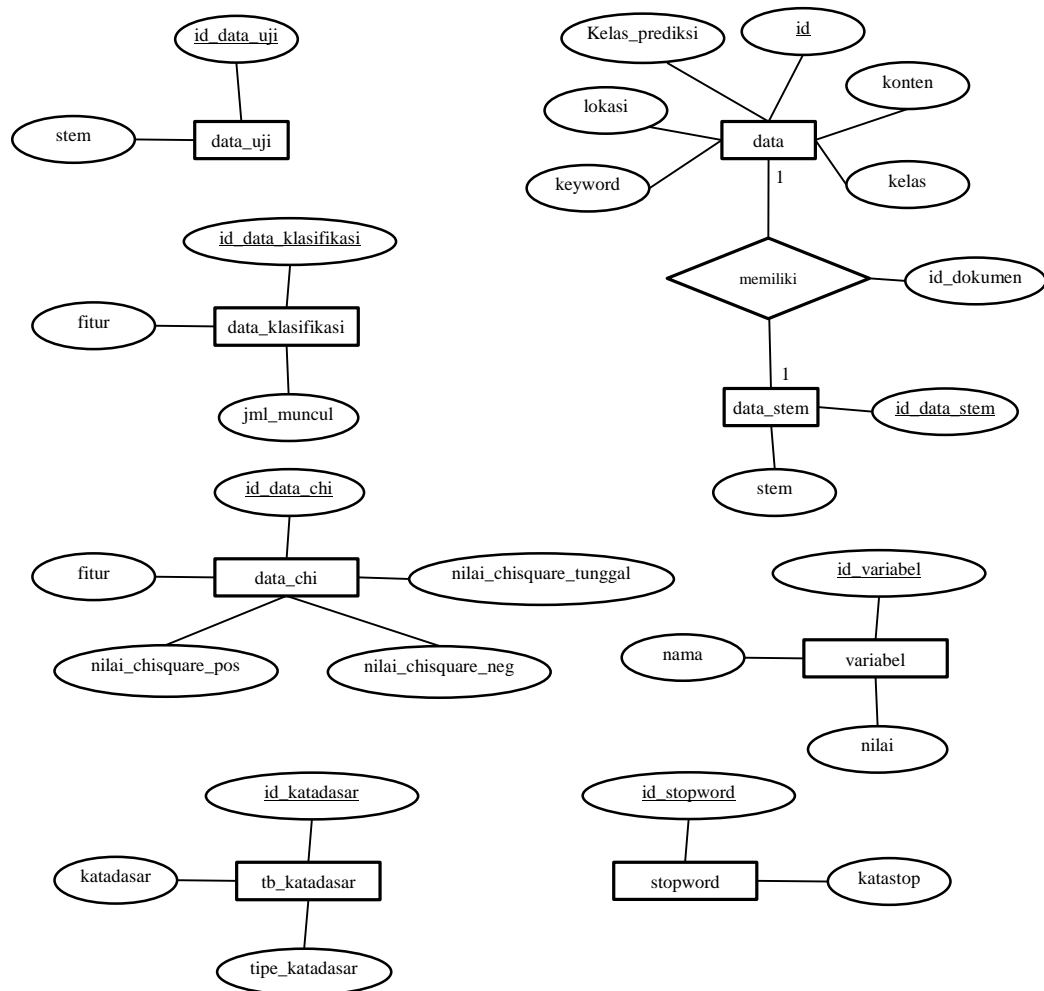 Kelas_prediksi
id
id_data_uji
konten
lokasi
stem
data_uji
data
keyword
kelas
1
id_data_klasifikasi
memiliki
id_dokumen
fitur
data_klasifikasi
1
data_stem
id_data_stem
jml_muncul
id_data_chi
stem
fitur
data_chi
nilai_chisquare_tunggal
id_variabel
nilai_chisquare_pos
nilai_chisquare_neg
nama
variabel
nilai
id_katadasar
id_stopword
katadasar
tb_katadasar
stopword
katastop
tipe_katadasar